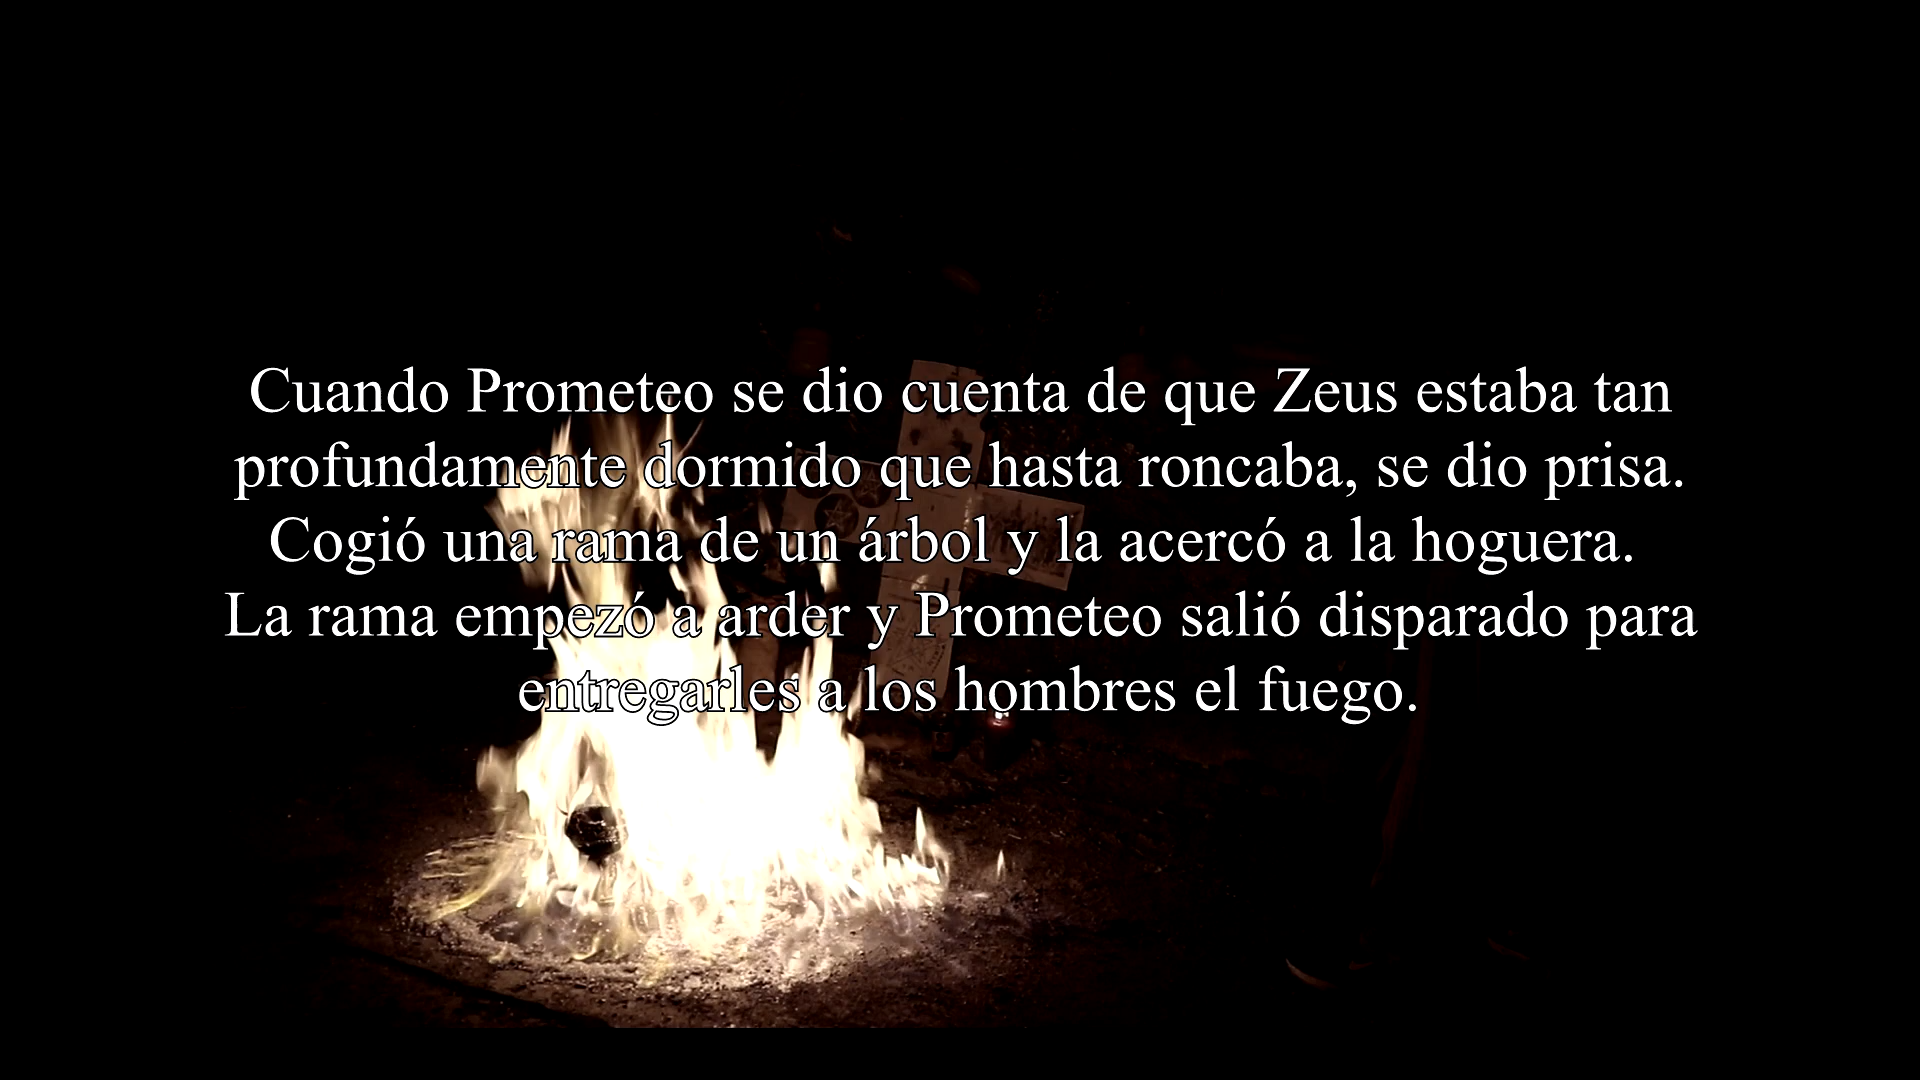 Cuando Prometeo se dio cuenta de que Zeus estaba tan
profundamente dormido que hasta roncaba, se dio prisa.
Cogió una rama de un árbol y la acercó a la hoguera.
La rama empezó a arder y Prometeo salió disparado para
entregarles a los hombres el fuego.